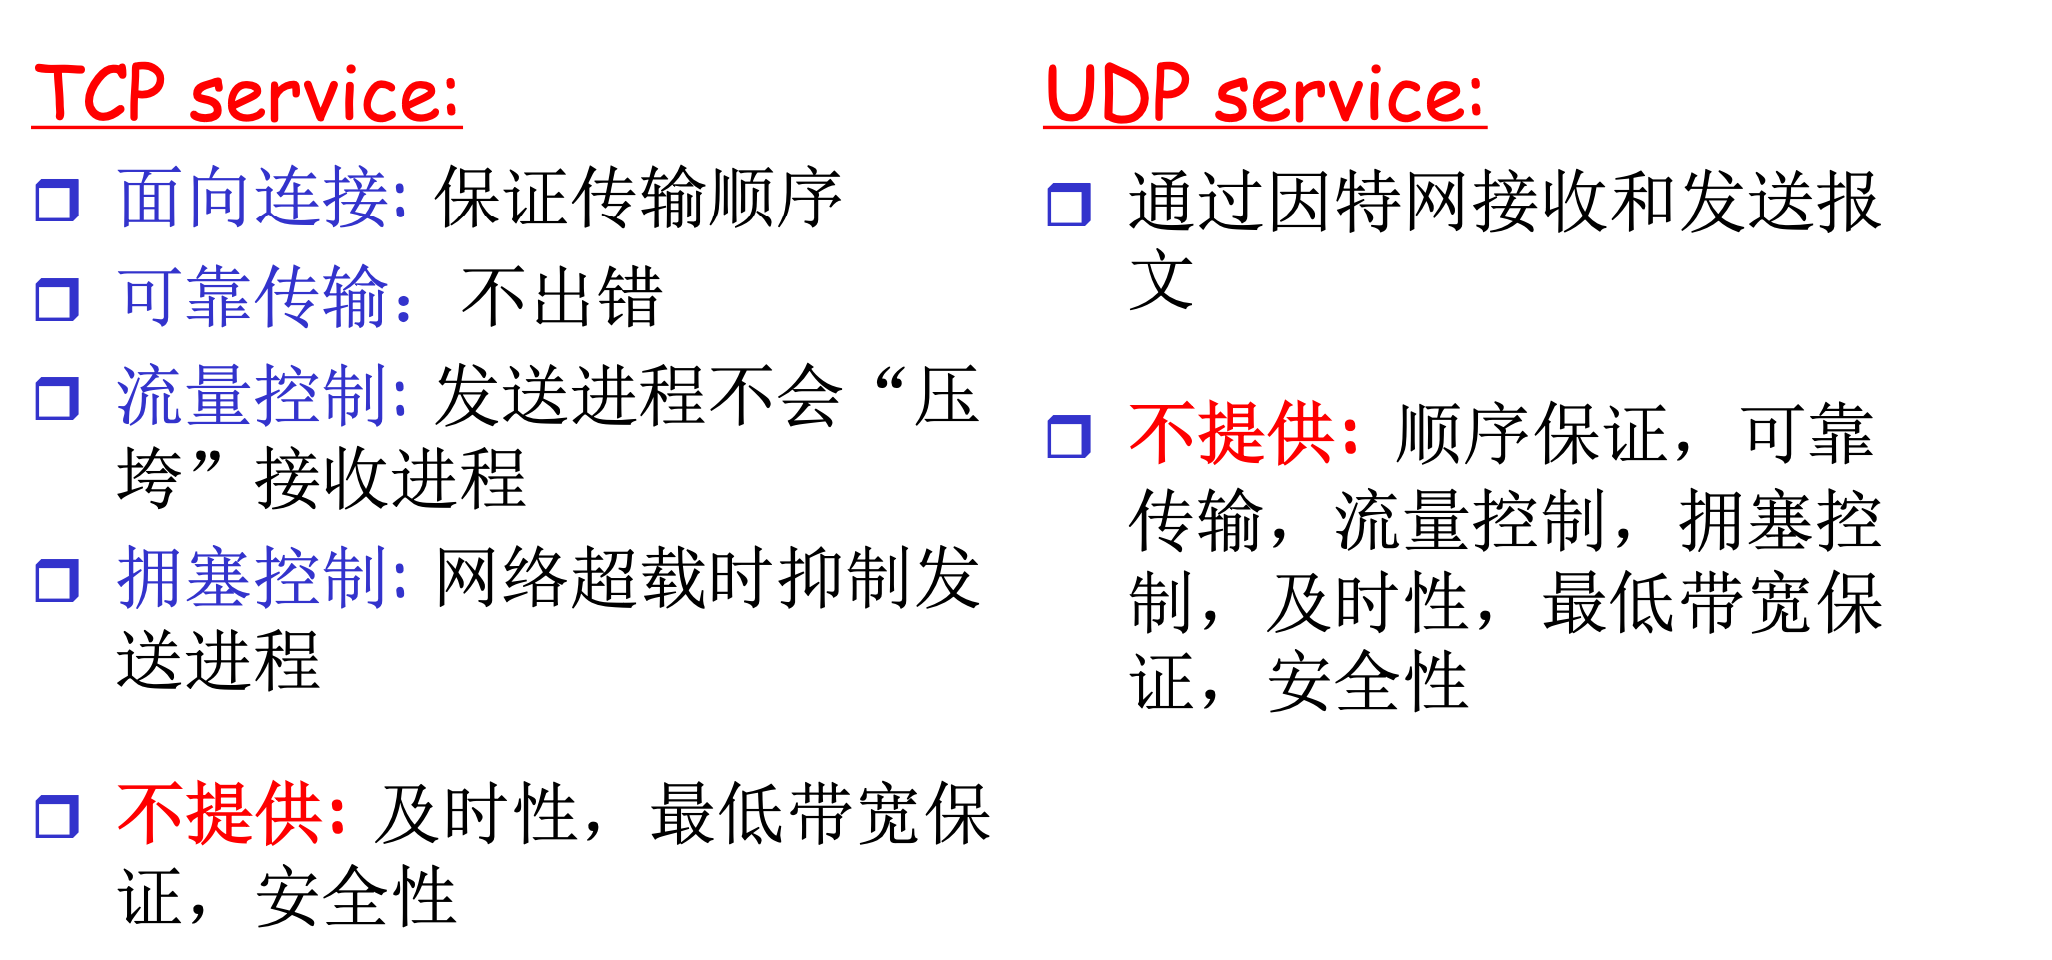 TCP service:
面向连接: 保证传输顺序
可靠传输：不出错
流量控制: 发送进程不会“压
垮”接收进程
拥塞控制: 网络超载时抑制发
送进程
不提供: 及时性，最低带宽保
证，安全性
UDP service:
通过因特网接收和发送报
文
不提供: 顺序保证，可靠
传输，流量控制，拥塞控
制，及时性，最低带宽保
证，安全性